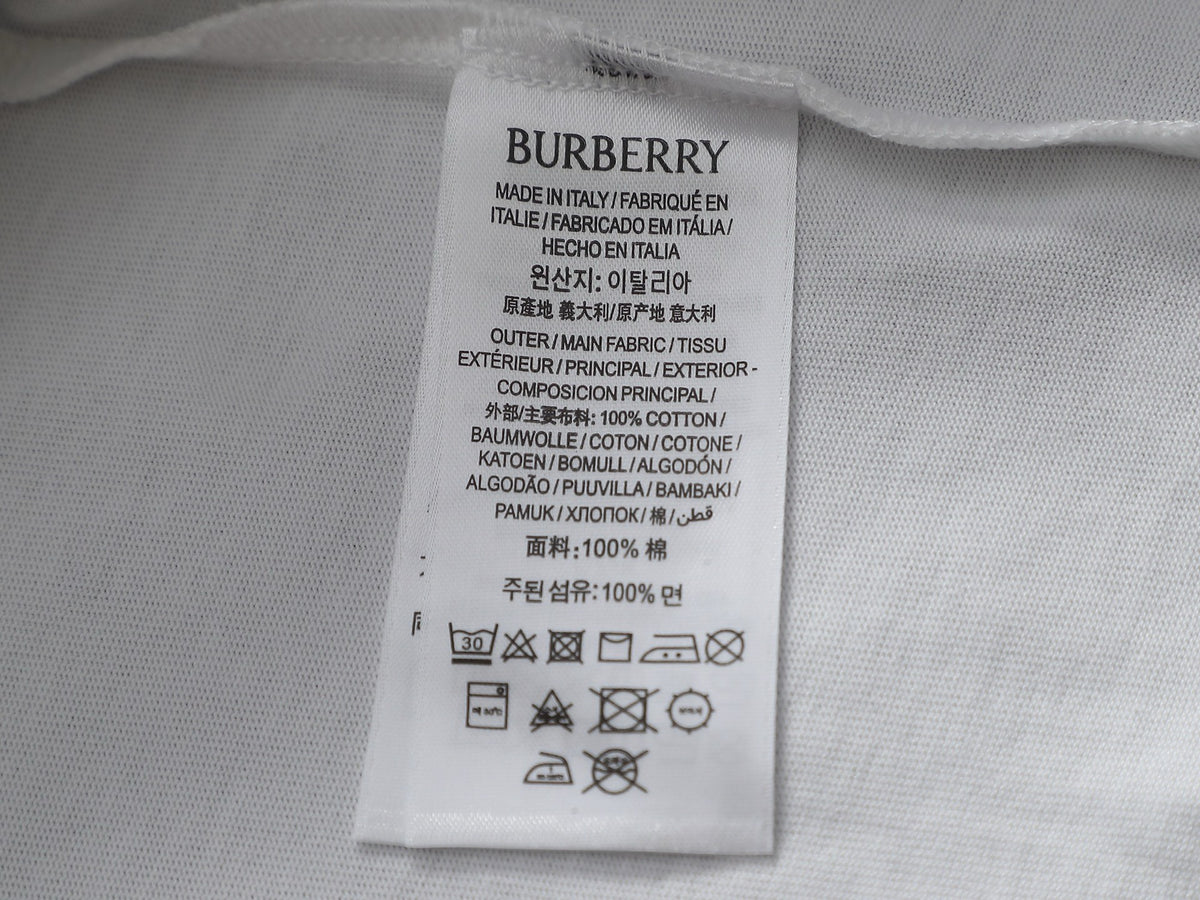 BURBERRY
MADE IN ITALY / FABRIQUÉ EN
ITALIE / FABRICADO EM ITÁLIA /
HECHO EN ITALIA
원산지: 이탈리아
原產地 義大利/原产地 意大利
OUTER / MAIN FABRIC / TISSU
EXTÉRIEUR / PRINCIPAL / EXTERIOR -
COMPOSICION PRINCIPAL /
外部/主要布料: 100% COTTON /
BAUMWOLLE / COTON / COTONE /
KATOEN / BOMULL / ALGODÓN /
ALGODÃO / PUUVILLA / BAMBAKI /
PAMUK / ХЛОПОК / 棉 / قطن
面料:100% 棉
주된 섬유:100% 면
30